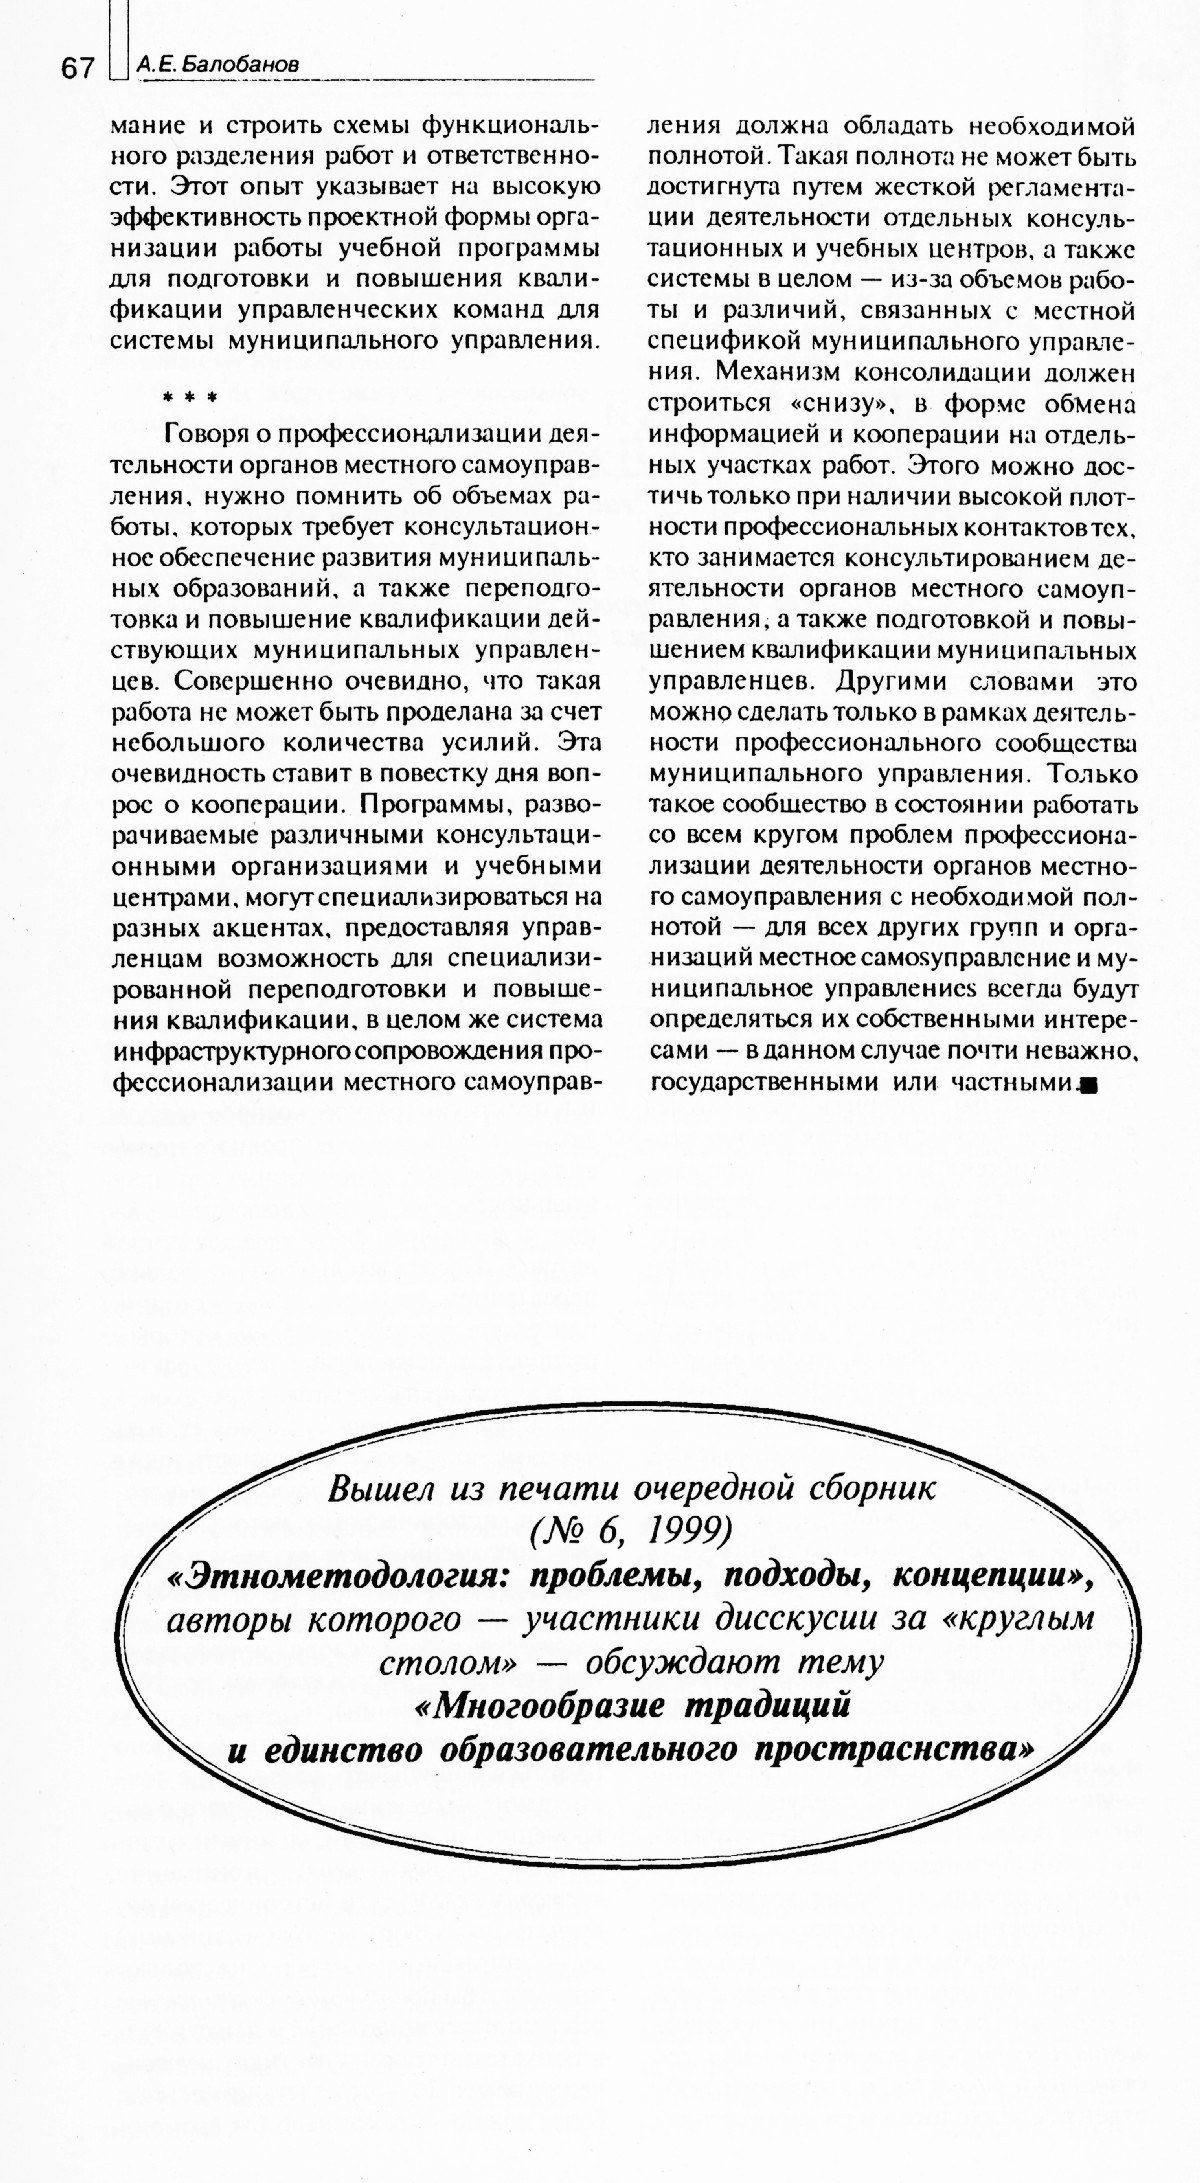 67
А.Е.Балобанов
мание и строить схемы функциональ-
ного разделения работ и ответственно-
сти. Этот опыт указывает на высокую
эффективность проектной формы орга-
низации работы учебной программы
для подготовки и повышения квали-
фикации управленческих команд для
системы муниципального управления.
* * *
Говоря о профессионализации дея-
тельности органов местного самоуправ-
ления, нужно помнить об объемах ра-
боты, которых требует консультацион-
ное обеспечение развития муниципаль-
ных образований, а также переподго-
товка и повышение квалификации дей-
ствующих муниципальных управлен-
цев. Совершенно очевидно, что такая
работа не может быть проделана за счет
небольшого количества усилий. Эта
очевидность ставит в повестку дня воп-
рос о кооперации. Программы, разво-
рачиваемые различными консультаци-
онными организациями и учебными
центрами, могут специализироваться на
разных акцентах, предоставляя управ-
ленцам возможность для специализи-
рованной переподготовки и повыше-
ния квалификации, в целом же система
инфраструктурного сопровождения про-
фессионализации местного самоуправ-
ления должна обладать необходимой
полнотой. Такая полнота не может быть
достигнута путем жесткой регламента-
ции деятельности отдельных консуль-
тационных и учебных центров, а также
системы в целом — из-за объемов рабо-
ты и различий, связанных с местной
спецификой муниципального управле-
ния. Механизм консолидации должен
строиться «снизу», в форме обмена
информацией и кооперации на отдель-
ных участках работ. Этого можно дос-
тичь только при наличии высокой плот-
ности профессиональных контактов тех,
кто занимается консультированием де-
ятельности органов местного самоуп-
равления, а также подготовкой и повы-
шением квалификации муниципальных
управленцев. Другими словами это
можно сделать только в рамках деятель-
ности профессионального сообщества
муниципального управления. Только
такое сообщество в состоянии работать
со всем кругом проблем профессиона-
лизации деятельности органов местно-
го самоуправления с необходимой пол-
нотой — для всех других групп и орга-
низаций местное самоsуправление и му-
ниципальное управлениеs всегда будут
определяться их собственными интере-
сами — в данном случае почти неважно,
государственными или частными.■
Вышел из печати очередной сборник
(№ 6, 1999)
«Этнометодология: проблемы, подходы, концепции»,
авторы которого — участники дисскусии за «круглым
столом» — обсуждают тему
«Многообразие традиций
и единство образовательного простраснства»